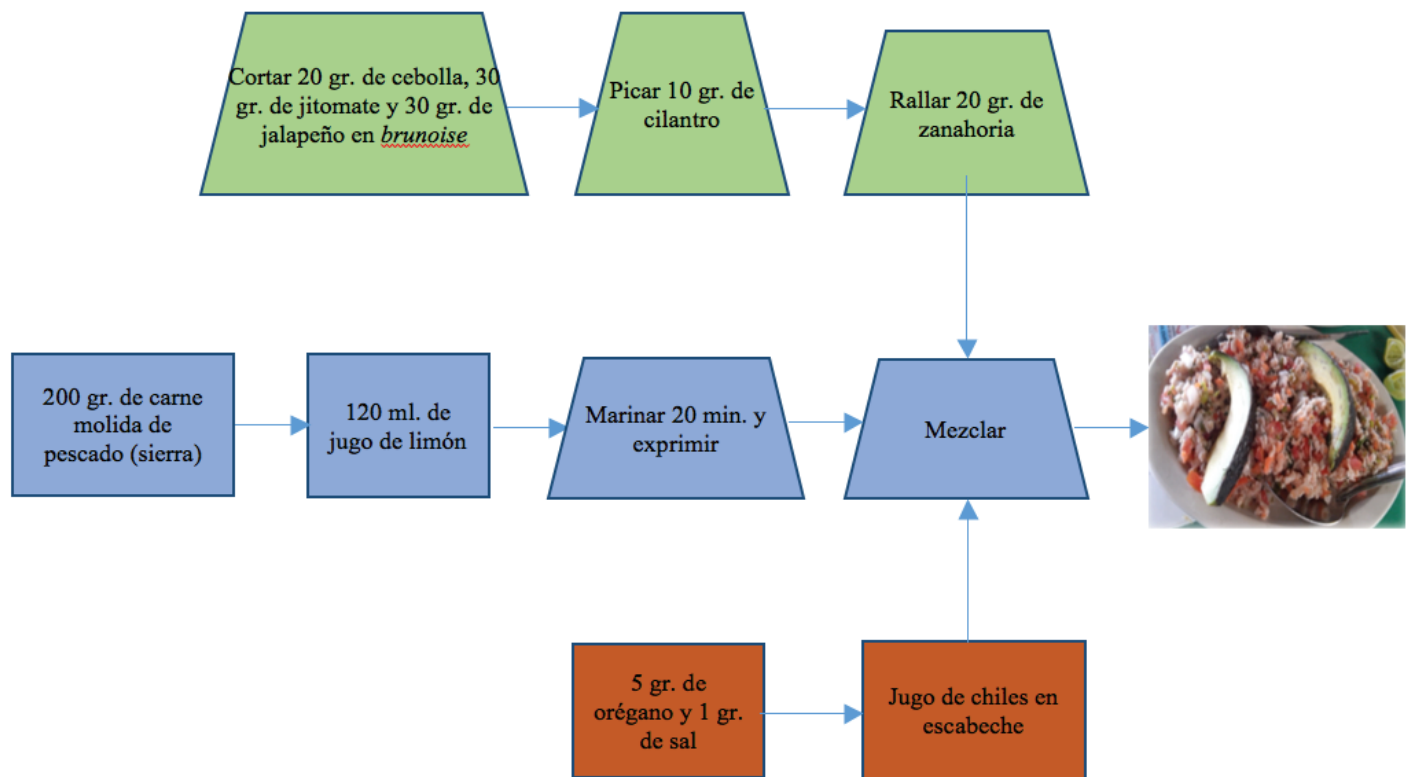 Cortar 20 gr. de cebolla, 30
gr. de jitomate y 30 gr. de
jalapeño en brunoise
Picar 10 gr. de
cilantro
Rallar 20 gr. de
zanahoria
200 gr. de carne
molida de
pescado (sierra)
120 ml. de
jugo de limón
Marinar 20 min. y
exprimir
Mezclar
5 gr. de
orégano y 1 gr.
de sal
Jugo de chiles en
escabeche